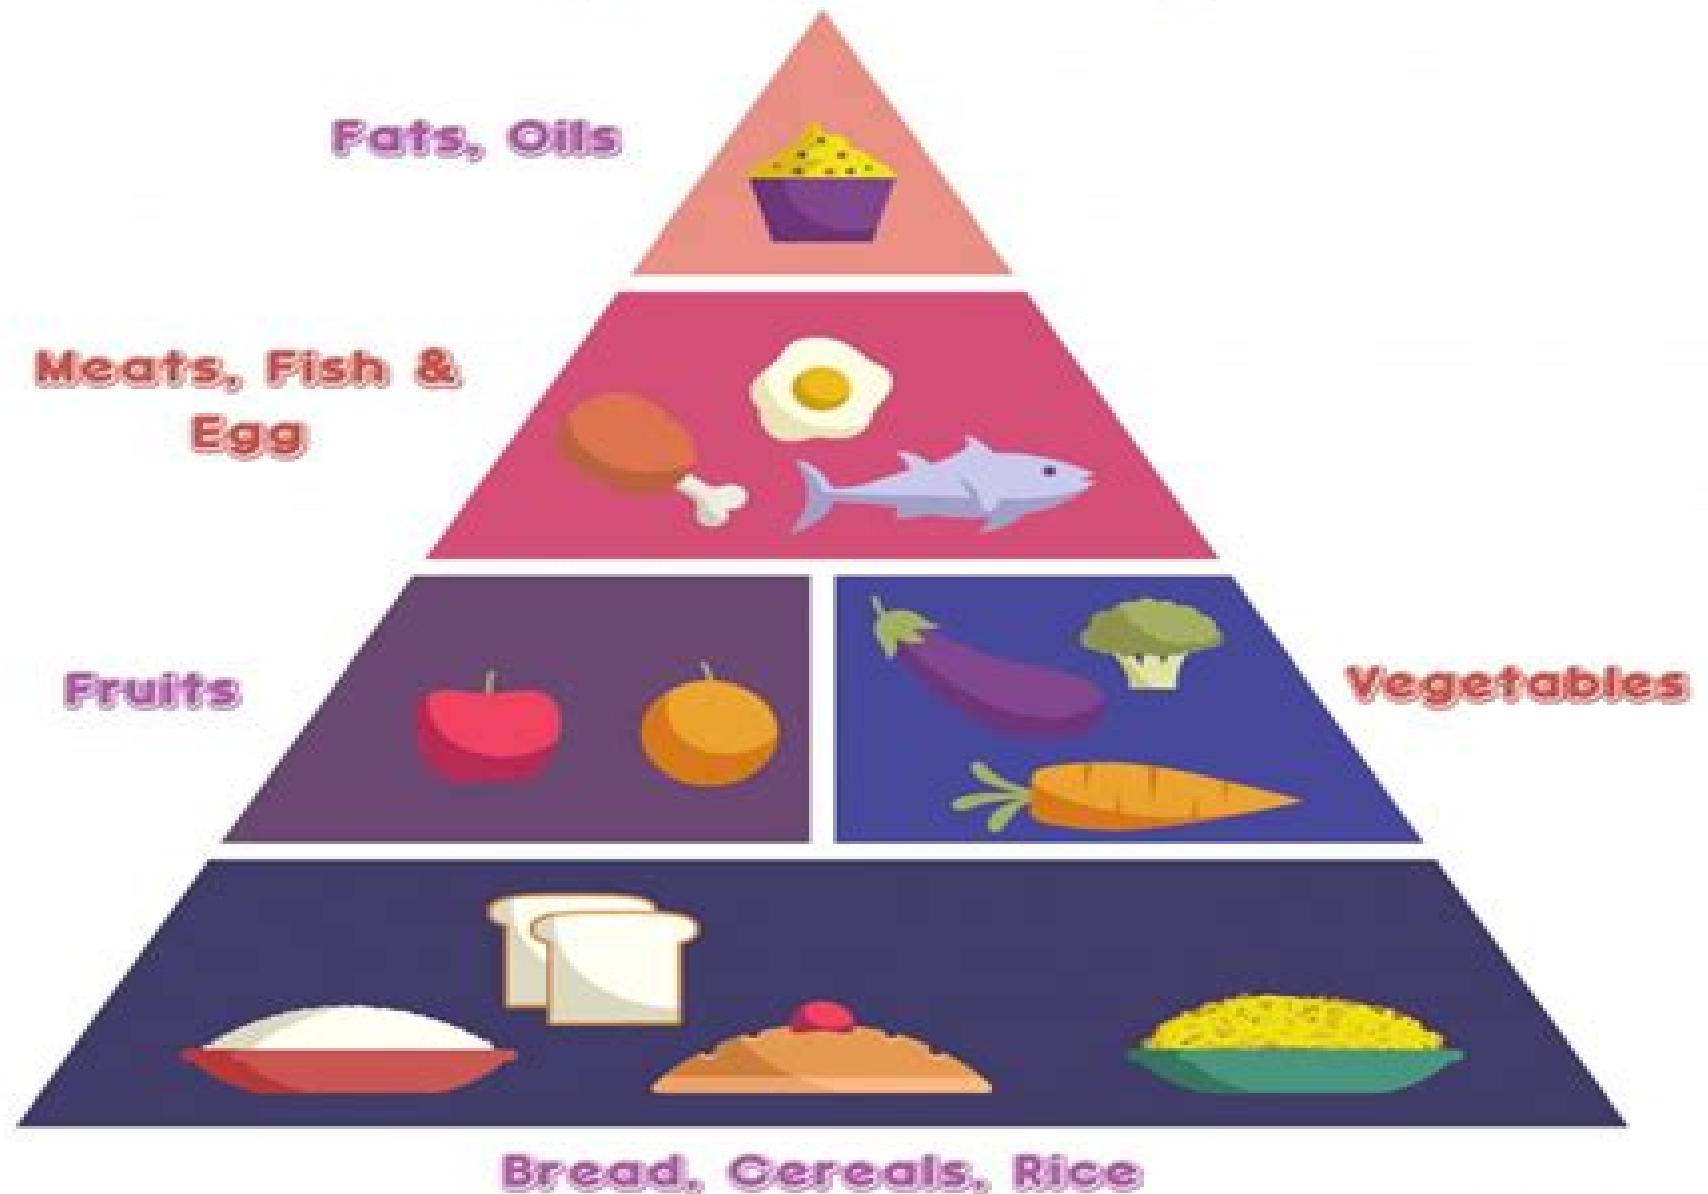 Fats, Oils
Meats, Fish &
Egg
Fruits
Vegetables
Bread, Cereals, Rice